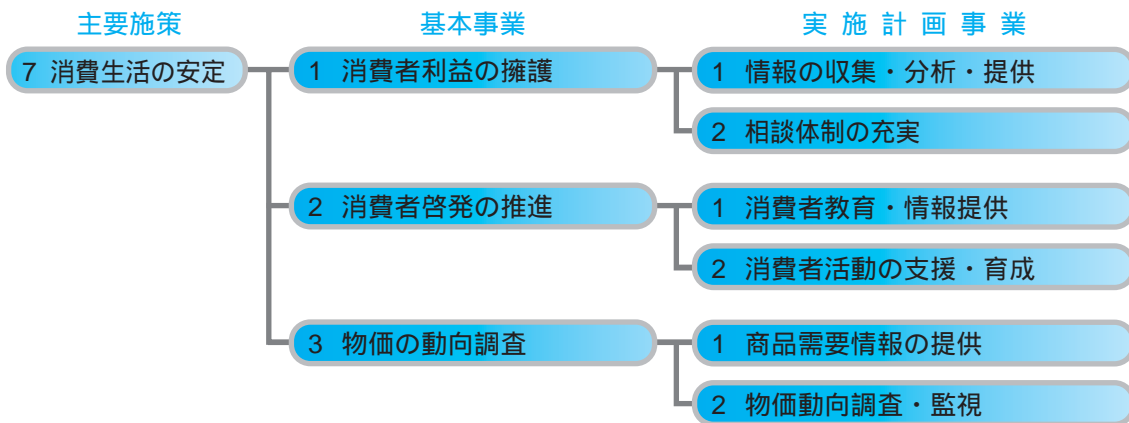 主要施策 基本事業 実施計画事業
7 消費生活の安定 1 消費者利益の擁護 1 情報の収集・分析・提供
2 相談体制の充実
2 消費者啓発の推進 1 消費者教育・情報提供
2 消費者活動の支援・育成
3 物価の動向調査 1 商品需要情報の提供
2 物価動向調査・監視